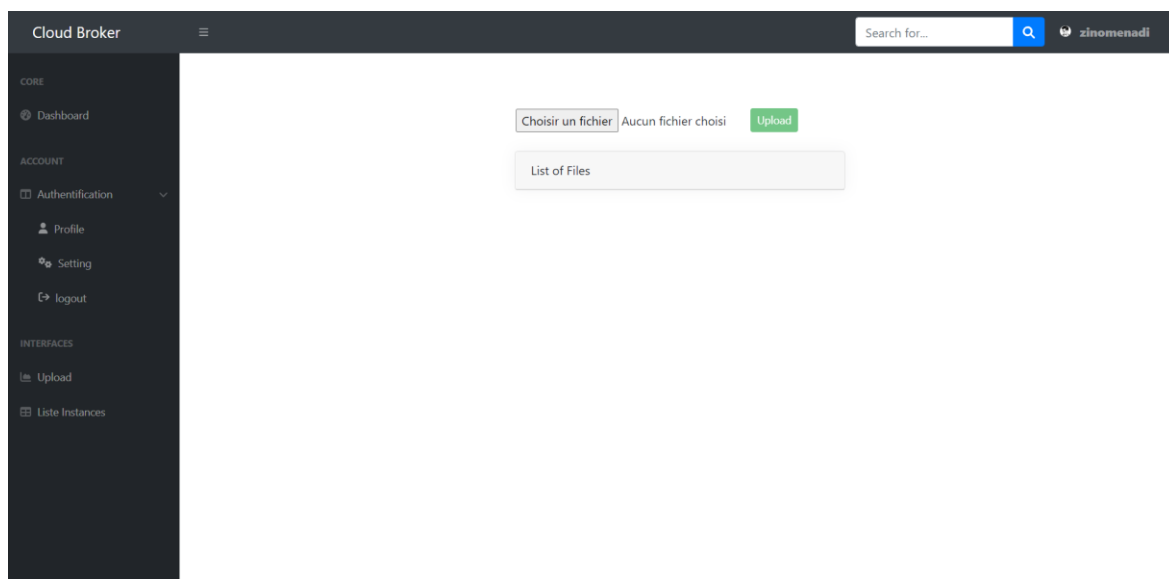 Cloud Broker
Search for...
zinomenadi
CORE
Dashboard
ACCOUNT
Authentification
Profile
Setting
logout
INTERFACES
Upload
Liste Instances
Choisir un fichier Aucun fichier choisi
Upload
List of Files